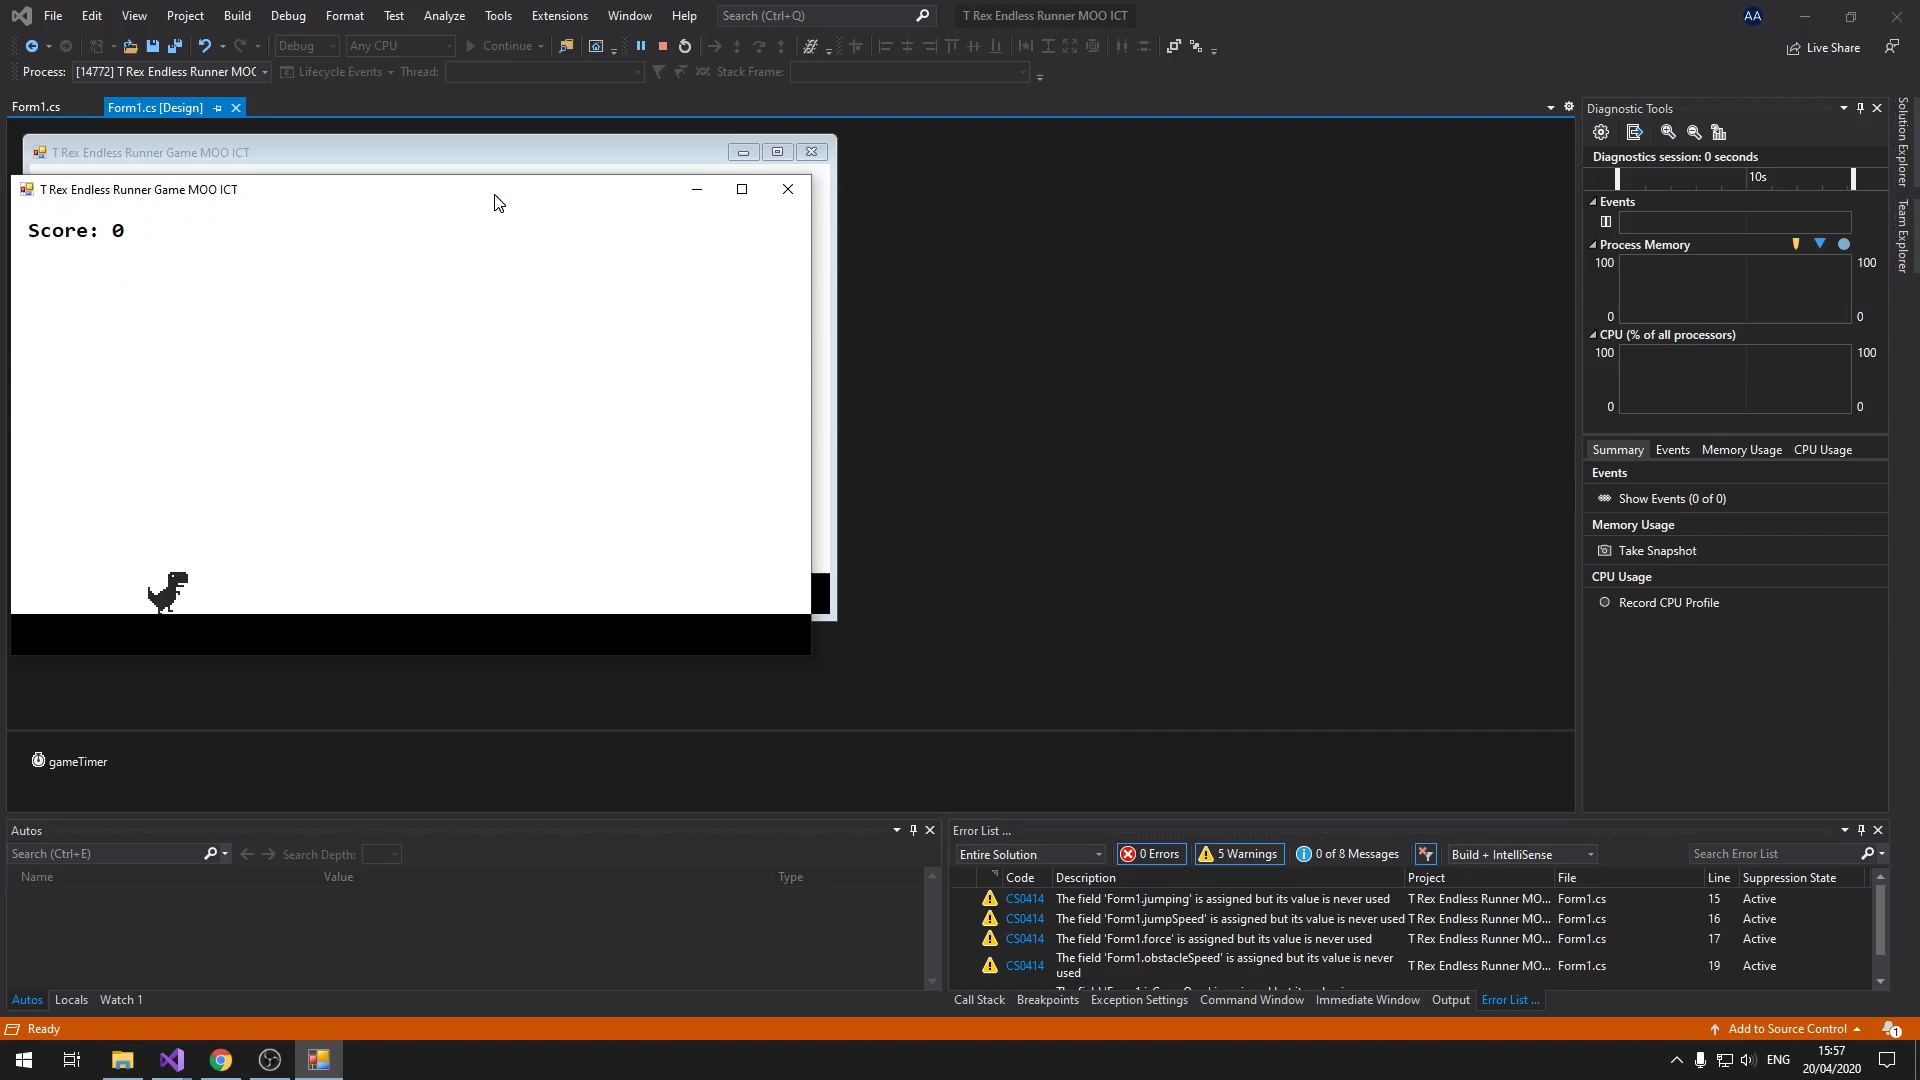 File Edit View Project Build Debug Format Test Analyze Tools Extensions Window Help Search (Ctrl+Q) T Rex Endless Runner MOO ICT AA
Debug Any CPU Continue Live Share
Process: [14772] T Rex Endless Runner MOC Lifecycle Events Thread: Stack Frame:
Form1.cs Form1.cs [Design]
T Rex Endless Runner Game MOO ICT
T Rex Endless Runner Game MOO ICT
Score: 0
gameTimer
Diagnostic Tools
Diagnostics session: 0 seconds
10s
Events
Process Memory
100 100
0 0
CPU (% of all processors)
100 100
0 0
Summary Events Memory Usage CPU Usage
Events
Show Events (0 of 0)
Memory Usage
Take Snapshot
CPU Usage
Record CPU Profile
Solution Explorer
Team Explorer
Autos
Search (Ctrl+E) Search Depth:
Name Value Type
Autos Locals Watch 1
Error List ...
Entire Solution 0 Errors 5 Warnings 0 of 8 Messages Build + IntelliSense Search Error List
Code Description Project File Line Suppression State
CS0414 The field 'Form1.jumping' is assigned but its value is never used T Rex Endless Runner MO... Form1.cs 15 Active
CS0414 The field 'Form1.jumpSpeed' is assigned but its value is never used T Rex Endless Runner MO... Form1.cs 16 Active
CS0414 The field 'Form1.force' is assigned but its value is never used T Rex Endless Runner MO... Form1.cs 17 Active
CS0414 The field 'Form1.obstacleSpeed' is assigned but its value is never used T Rex Endless Runner MO... Form1.cs 19 Active
Call Stack Breakpoints Exception Settings Command Window Immediate Window Output Error List ...
Ready Add to Source Control 1
ENG 15:57
20/04/2020